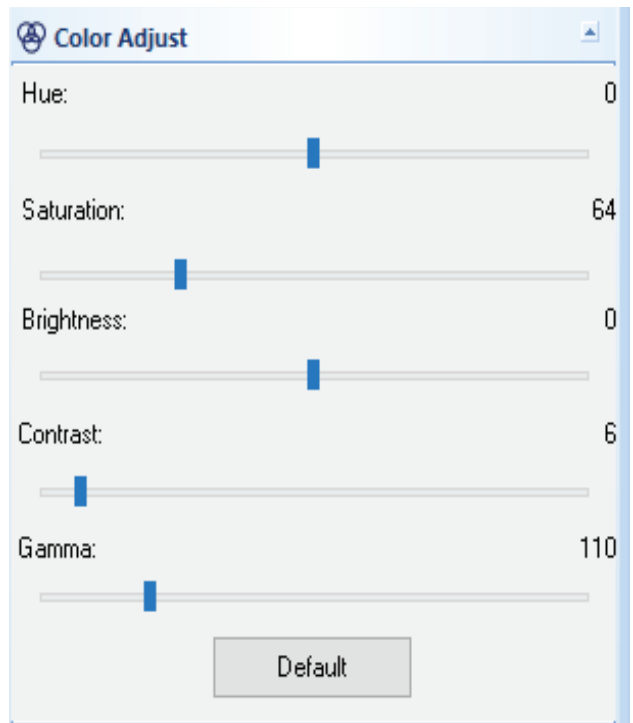 Color Adjust
Hue: 0
Saturation: 64
Brightness: 0
Contrast: 6
Gamma: 110
Default